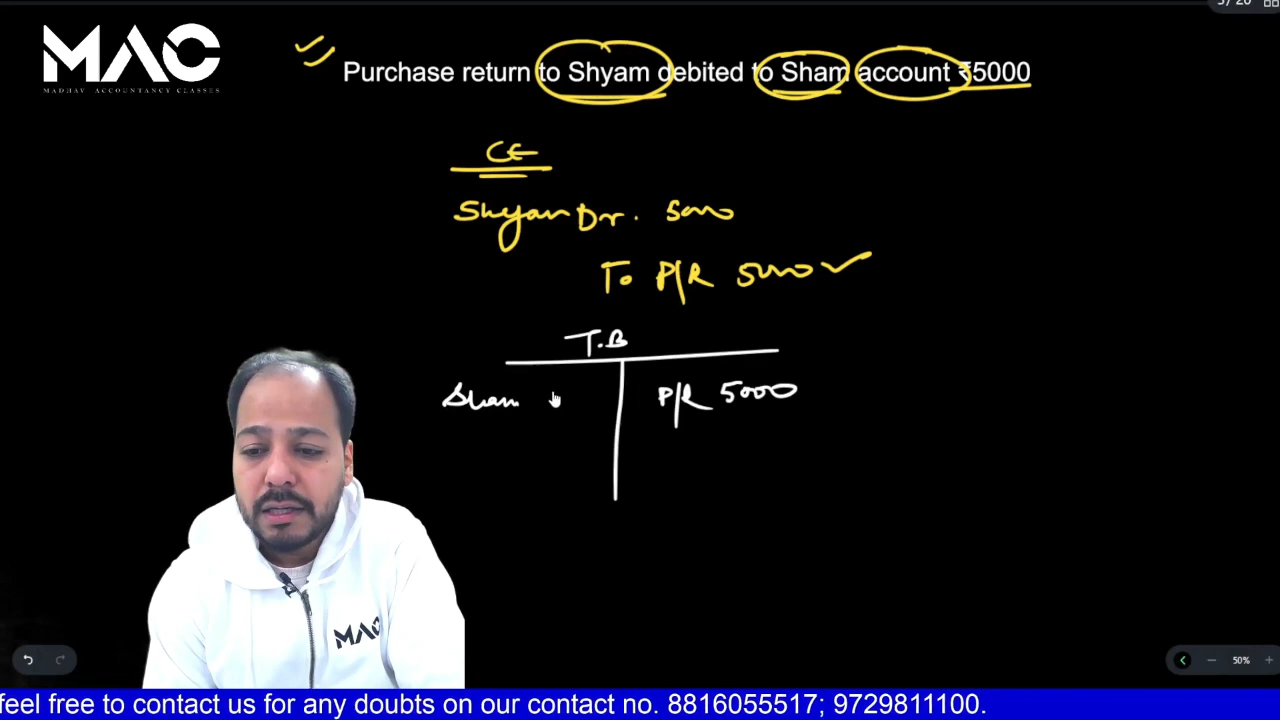 MAC
MADHAV ACCOUNTANCY CLASSES
Purchase return to Shyam debited to Sham account ₹5000
CE
Shyam Dr. 5000
To P/R 5000
T.B
Sham
P/R 5000
MAC
50%
feel free to contact us for any doubts on our contact no. 8816055517; 9729811100.